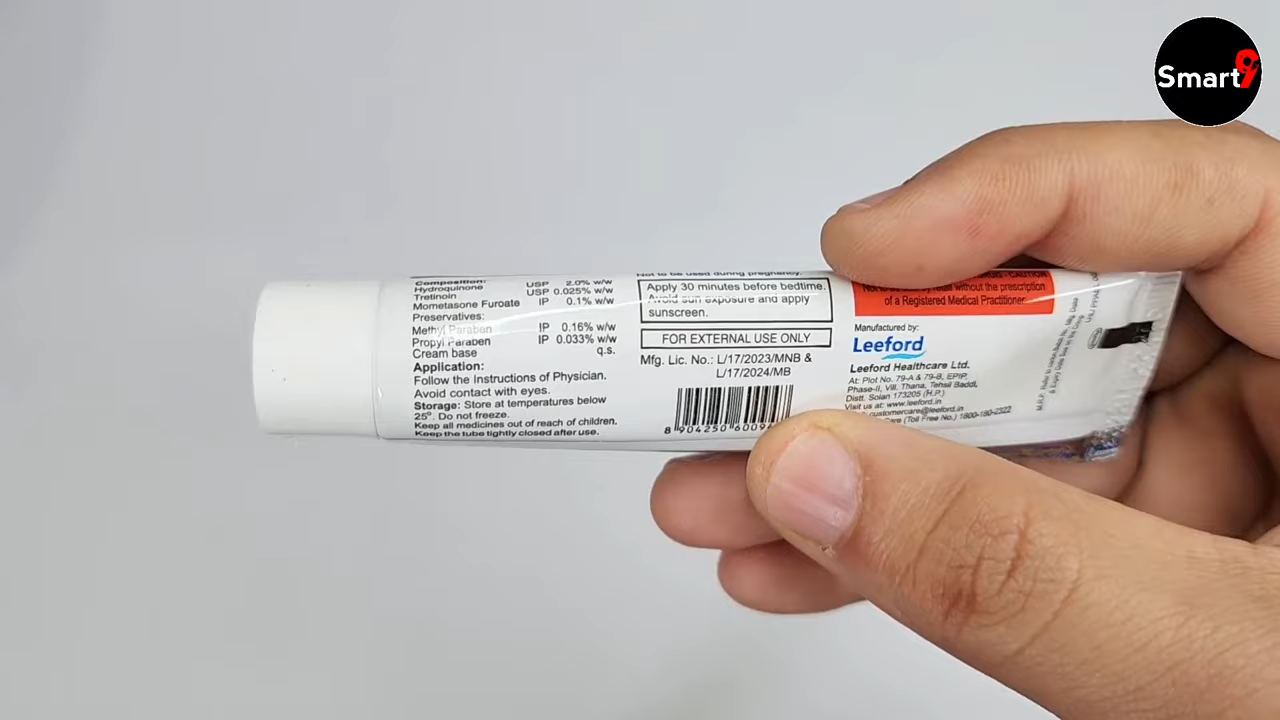 Smart9
Composition:
Hydroquinone USP 2.0% w/w
Tretinoin USP 0.025% w/w
Mometasone Furoate IP 0.1% w/w
Preservatives:
Methyl Paraben IP 0.16% w/w
Propyl Paraben IP 0.033% w/w
Cream base q.s.
Application:
Follow the Instructions of Physician.
Avoid contact with eyes.
Storage: Store at temperatures below
25°. Do not freeze.
Keep all medicines out of reach of children.
Keep the tube tightly closed after use.
Not to be used during pregnancy.
Apply 30 minutes before bedtime.
Avoid sun exposure and apply
sunscreen.
FOR EXTERNAL USE ONLY
Mfg. Lic. No.: L/17/2023/MNB &
L/17/2024/MB
8 904250 6009
CAUTION
without the prescription
of a Registered Medical Practitioner.
Manufactured by:
Leeford
Leeford Healthcare Ltd.
At: Plot No. 79-A & 79-B, EPIP,
Phase-II, Vill. Thana, Tehsil Baddi,
Distt. Solan 173205 (H.P.)
Visit us at: www.leeford.in
customercare@leeford.in
Care (Toll Free No.) 1800-180-2322